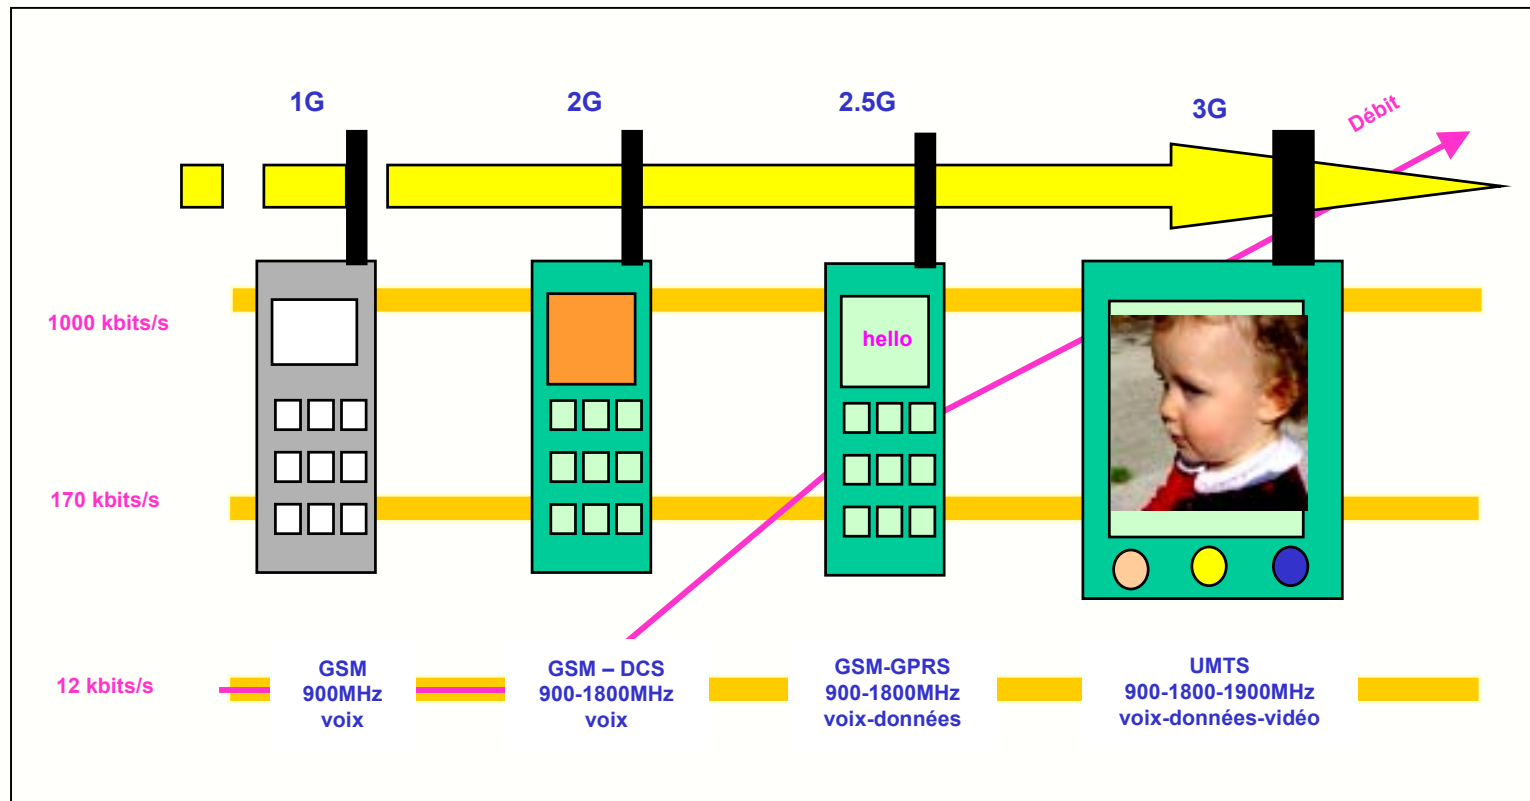 1G
2G
2.5G
3G
Débit
1000 kbits/s
hello
170 kbits/s
12 kbits/s
GSM
900MHz
voix
GSM – DCS
900-1800MHz
voix
GSM-GPRS
900-1800MHz
voix-données
UMTS
900-1800-1900MHz
voix-données-vidéo